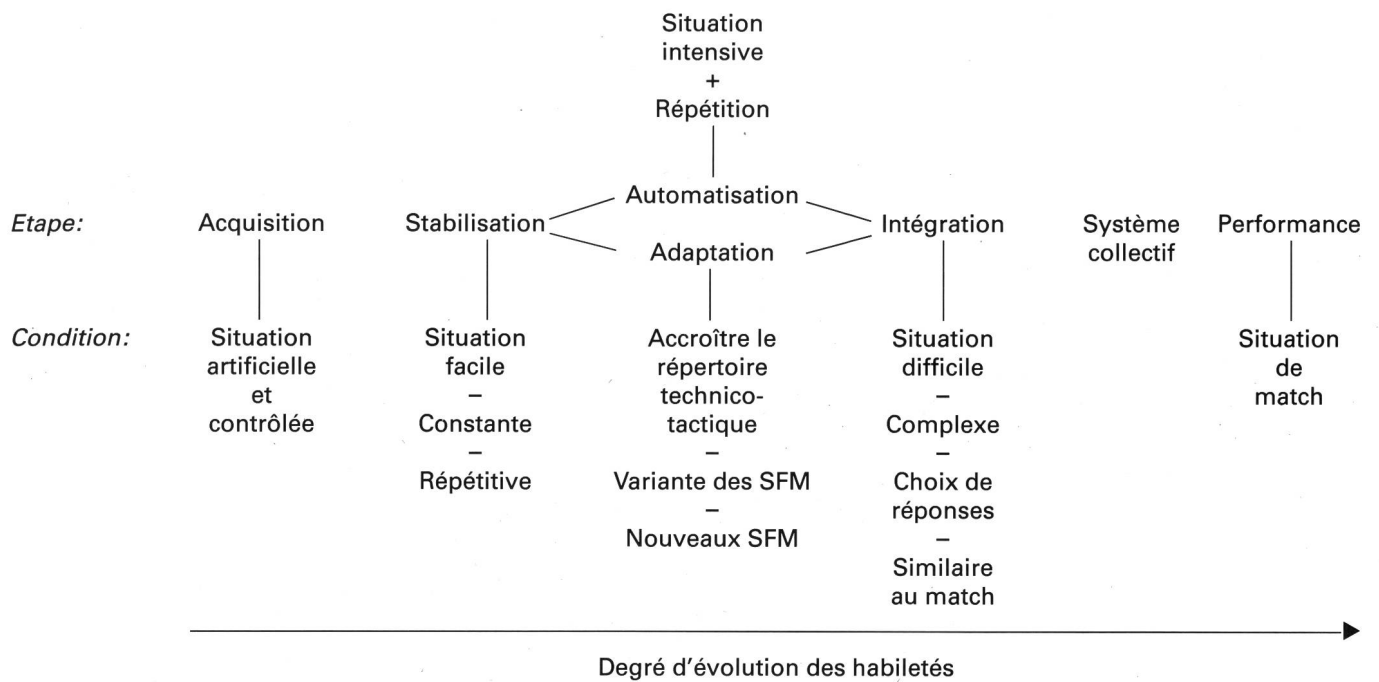 Situation
intensive
+
Répétition
Automatisation
Etape:
Acquisition
Stabilisation
Intégration
Système
collectif
Performance
Adaptation
Condition:
Situation
artificielle
et
contrôlée
Situation
facile
–
Constante
–
Répétitive
Accroître le
répertoire
technico-
tactique
–
Variante des SFM
–
Nouveaux SFM
Situation
difficile
–
Complexe
–
Choix de
réponses
–
Similaire
au match
Situation
de
match
Degré d'évolution des habiletés